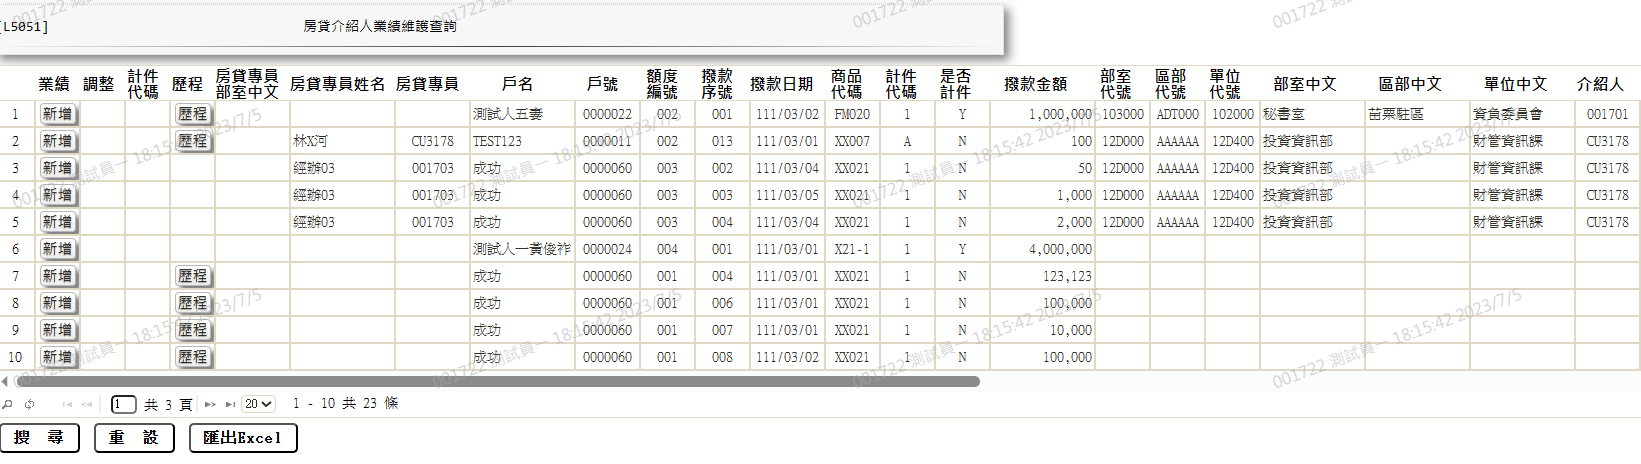 [L5051] 房貸介紹人業績維護查詢
業績 調整 計件代碼 歷程 房貸專員部室中文 房貸專員姓名 房貸專員 戶名 戶號 額度編號 撥款序號 撥款日期 商品代碼 計件代碼 是否計件 撥款金額 部室代號 區部代號 單位代號 部室中文 區部中文 單位中文 介紹人
1 新增 歷程 測試人五妻 0000022 002 001 111/03/02 FM020 1 Y 1,000,000 103000 ADT000 102000 秘書室 苗栗駐區 資負委員會 001701
2 新增 歷程 林X河 CU3178 TEST123 0000011 002 013 111/03/01 XX007 A N 100 12D000 AAAAAA 12D400 投資資訊部 財管資訊課 CU3178
3 新增 經辦03 001703 成功 0000060 003 002 111/03/04 XX021 1 N 50 12D000 AAAAAA 12D400 投資資訊部 財管資訊課 CU3178
4 新增 經辦03 001703 成功 0000060 003 003 111/03/05 XX021 1 N 1,000 12D000 AAAAAA 12D400 投資資訊部 財管資訊課 CU3178
5 新增 經辦03 001703 成功 0000060 003 004 111/03/04 XX021 1 N 2,000 12D000 AAAAAA 12D400 投資資訊部 財管資訊課 CU3178
6 新增 測試人一黃俊祚 0000024 004 001 111/03/01 X21-1 1 Y 4,000,000
7 新增 歷程 成功 0000060 001 004 111/03/01 XX021 1 N 123,123
8 新增 歷程 成功 0000060 001 006 111/03/01 XX021 1 N 100,000
9 新增 歷程 成功 0000060 001 007 111/03/01 XX021 1 N 10,000
10 新增 歷程 成功 0000060 001 008 111/03/02 XX021 1 N 100,000
1 共 3 頁 20 1 - 10 共 23 條
搜 尋 重 設 匯出Excel
001722 測試員一 18:15:42 2023/7/5